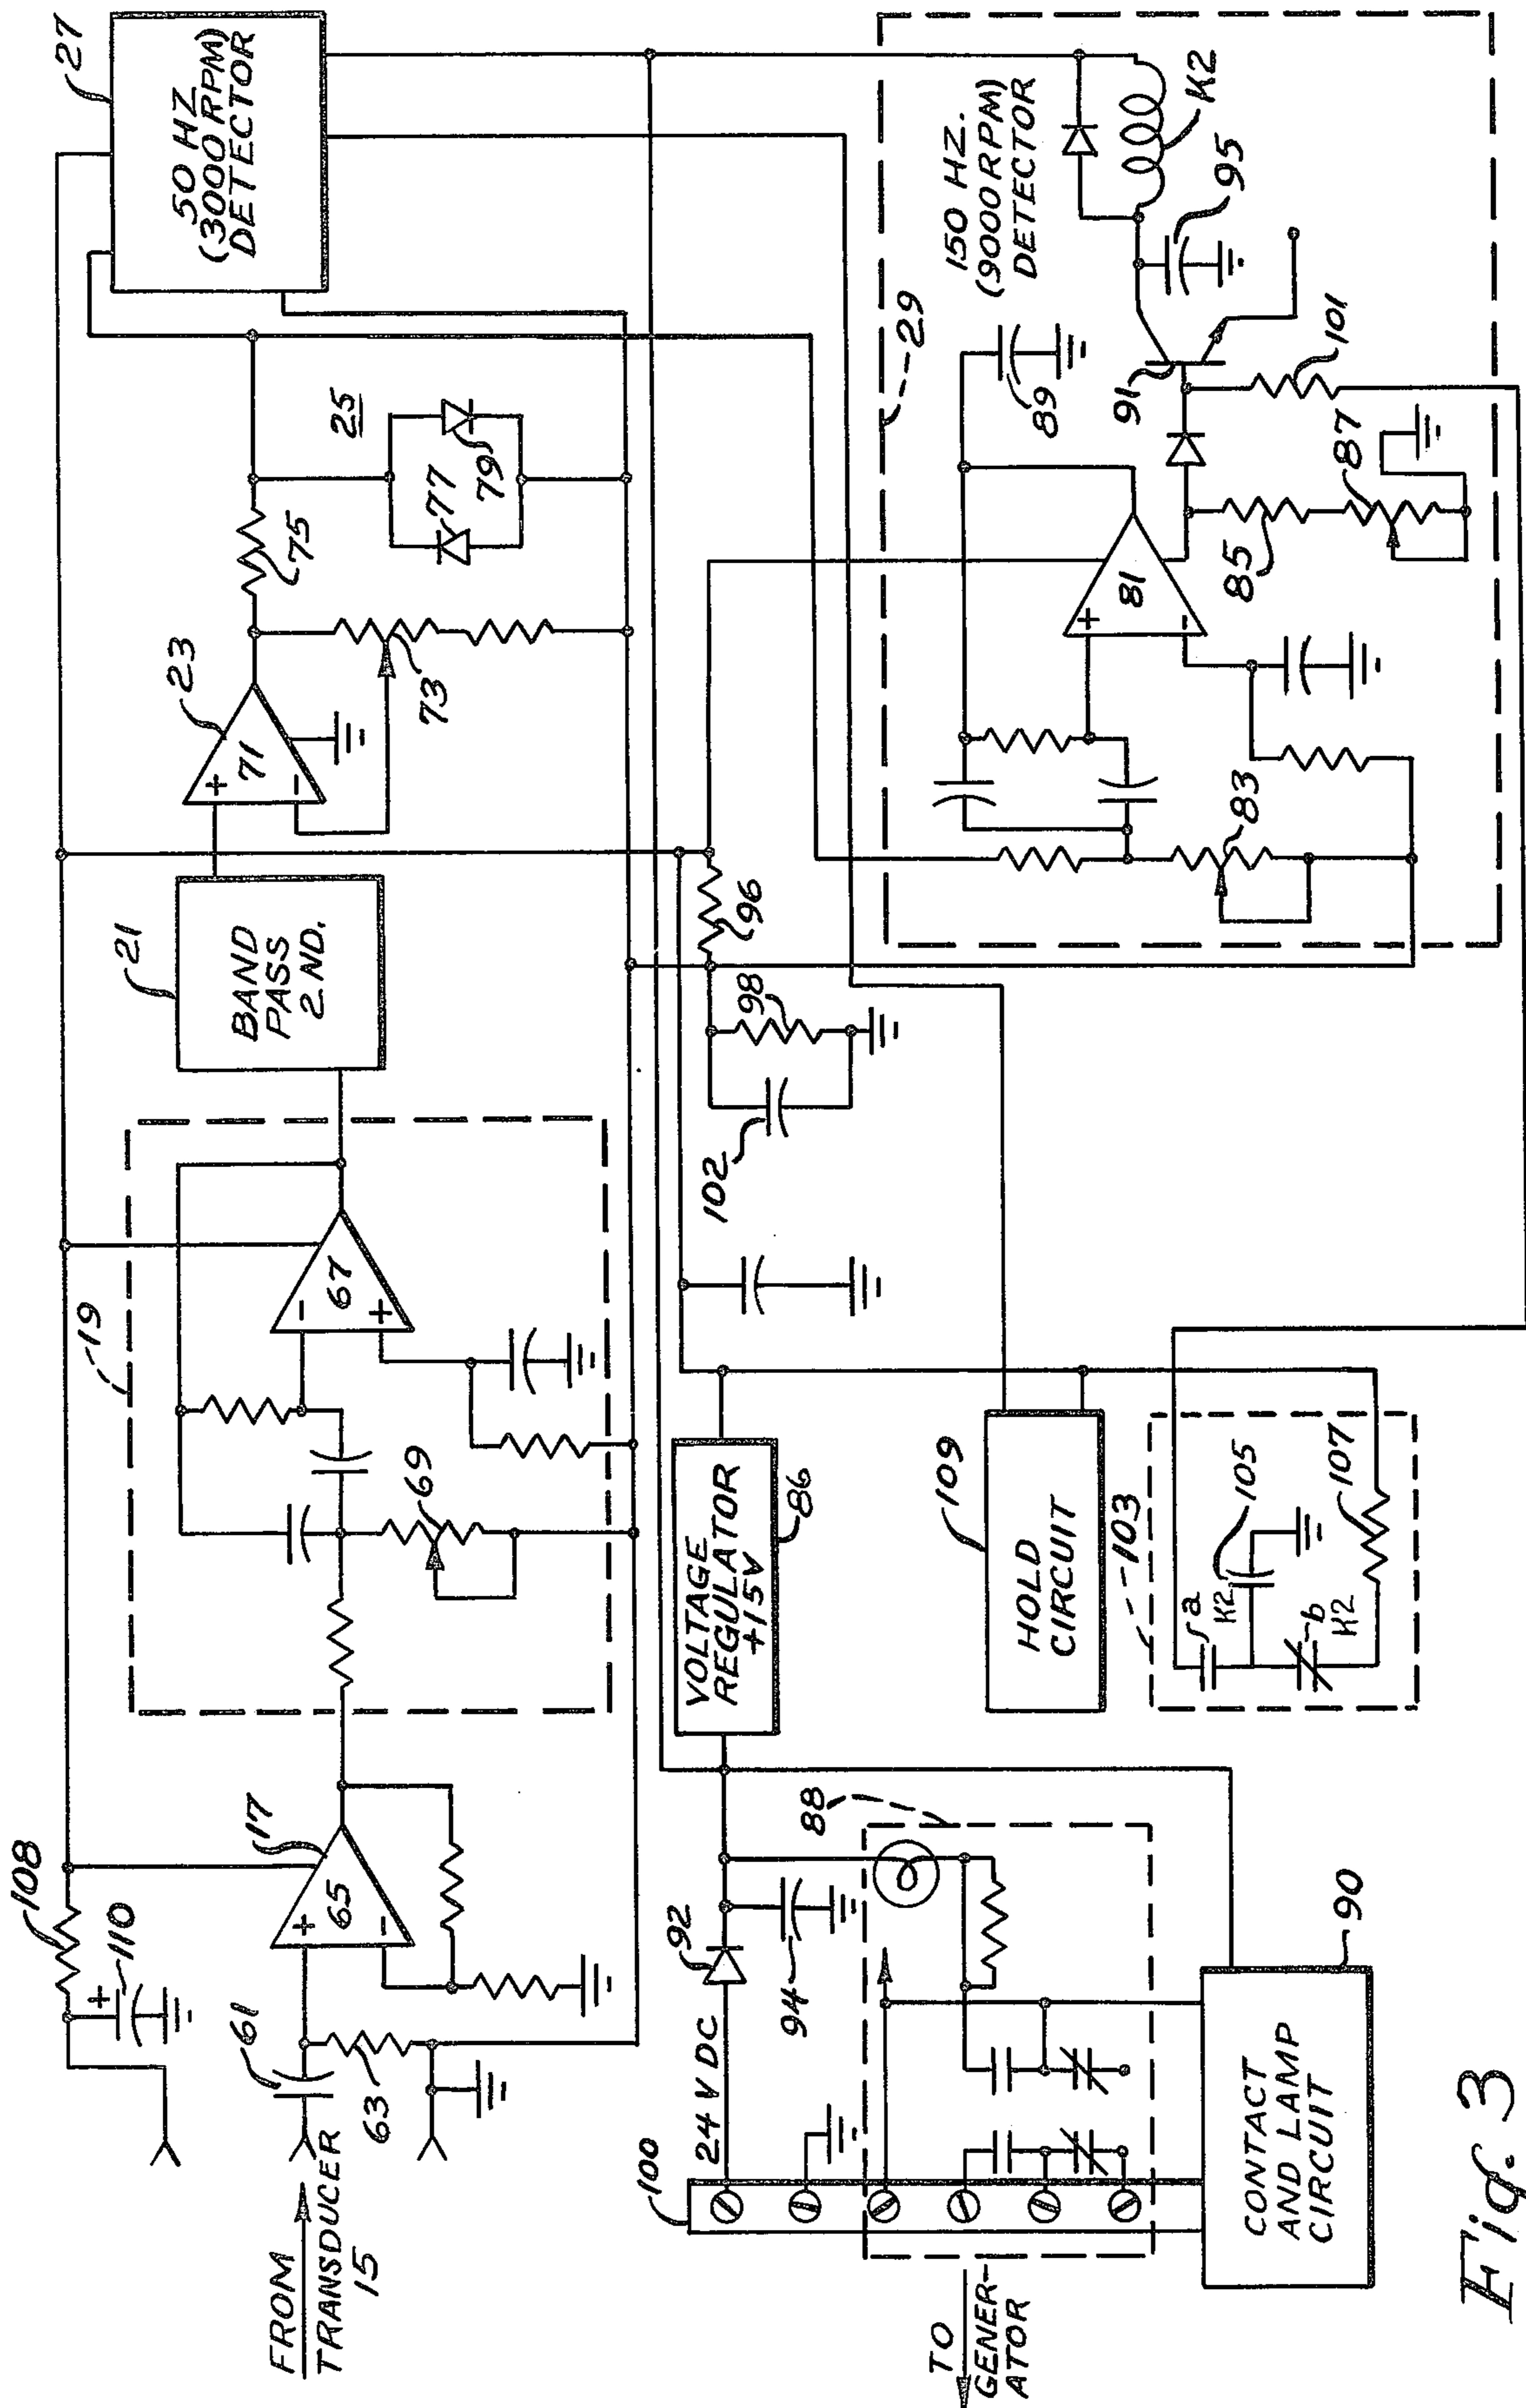 FROM
TRANSDUCER
15
108
110
61
63
17
65
+
-
19
67
-
+
69
21
BAND
PASS
2ND.
23
71
+
-
73
75
25
77
79
27
50 HZ
(3000 RPM)
DETECTOR
TO
GENER-
ATOR
100
24 V DC
92
94
88
VOLTAGE
REGULATOR
+15V
86
90
CONTACT
AND LAMP
CIRCUIT
109
HOLD
CIRCUIT
103
a
K2
105
b
K2
107
102
98
96
29
150 HZ.
(9000 RPM)
DETECTOR
83
81
+
-
85
87
89
91
101
95
K2
Fig. 3